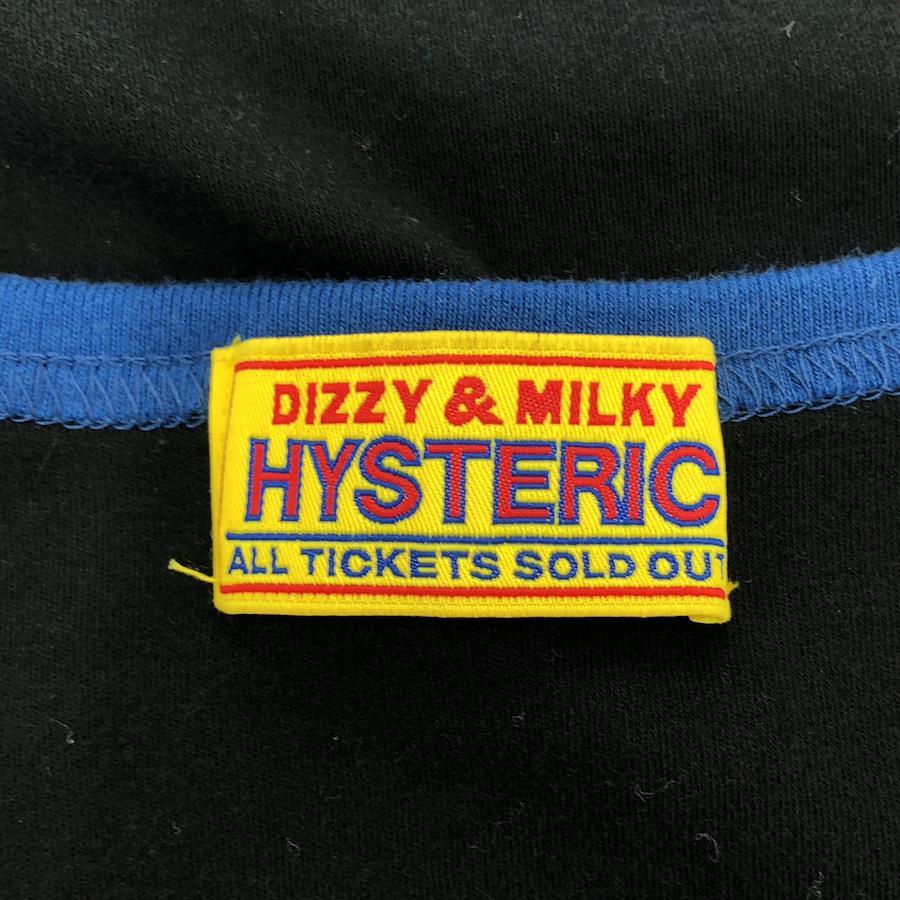 DIZZY & MILKY
HYSTERIC
ALL TICKETS SOLD OUT